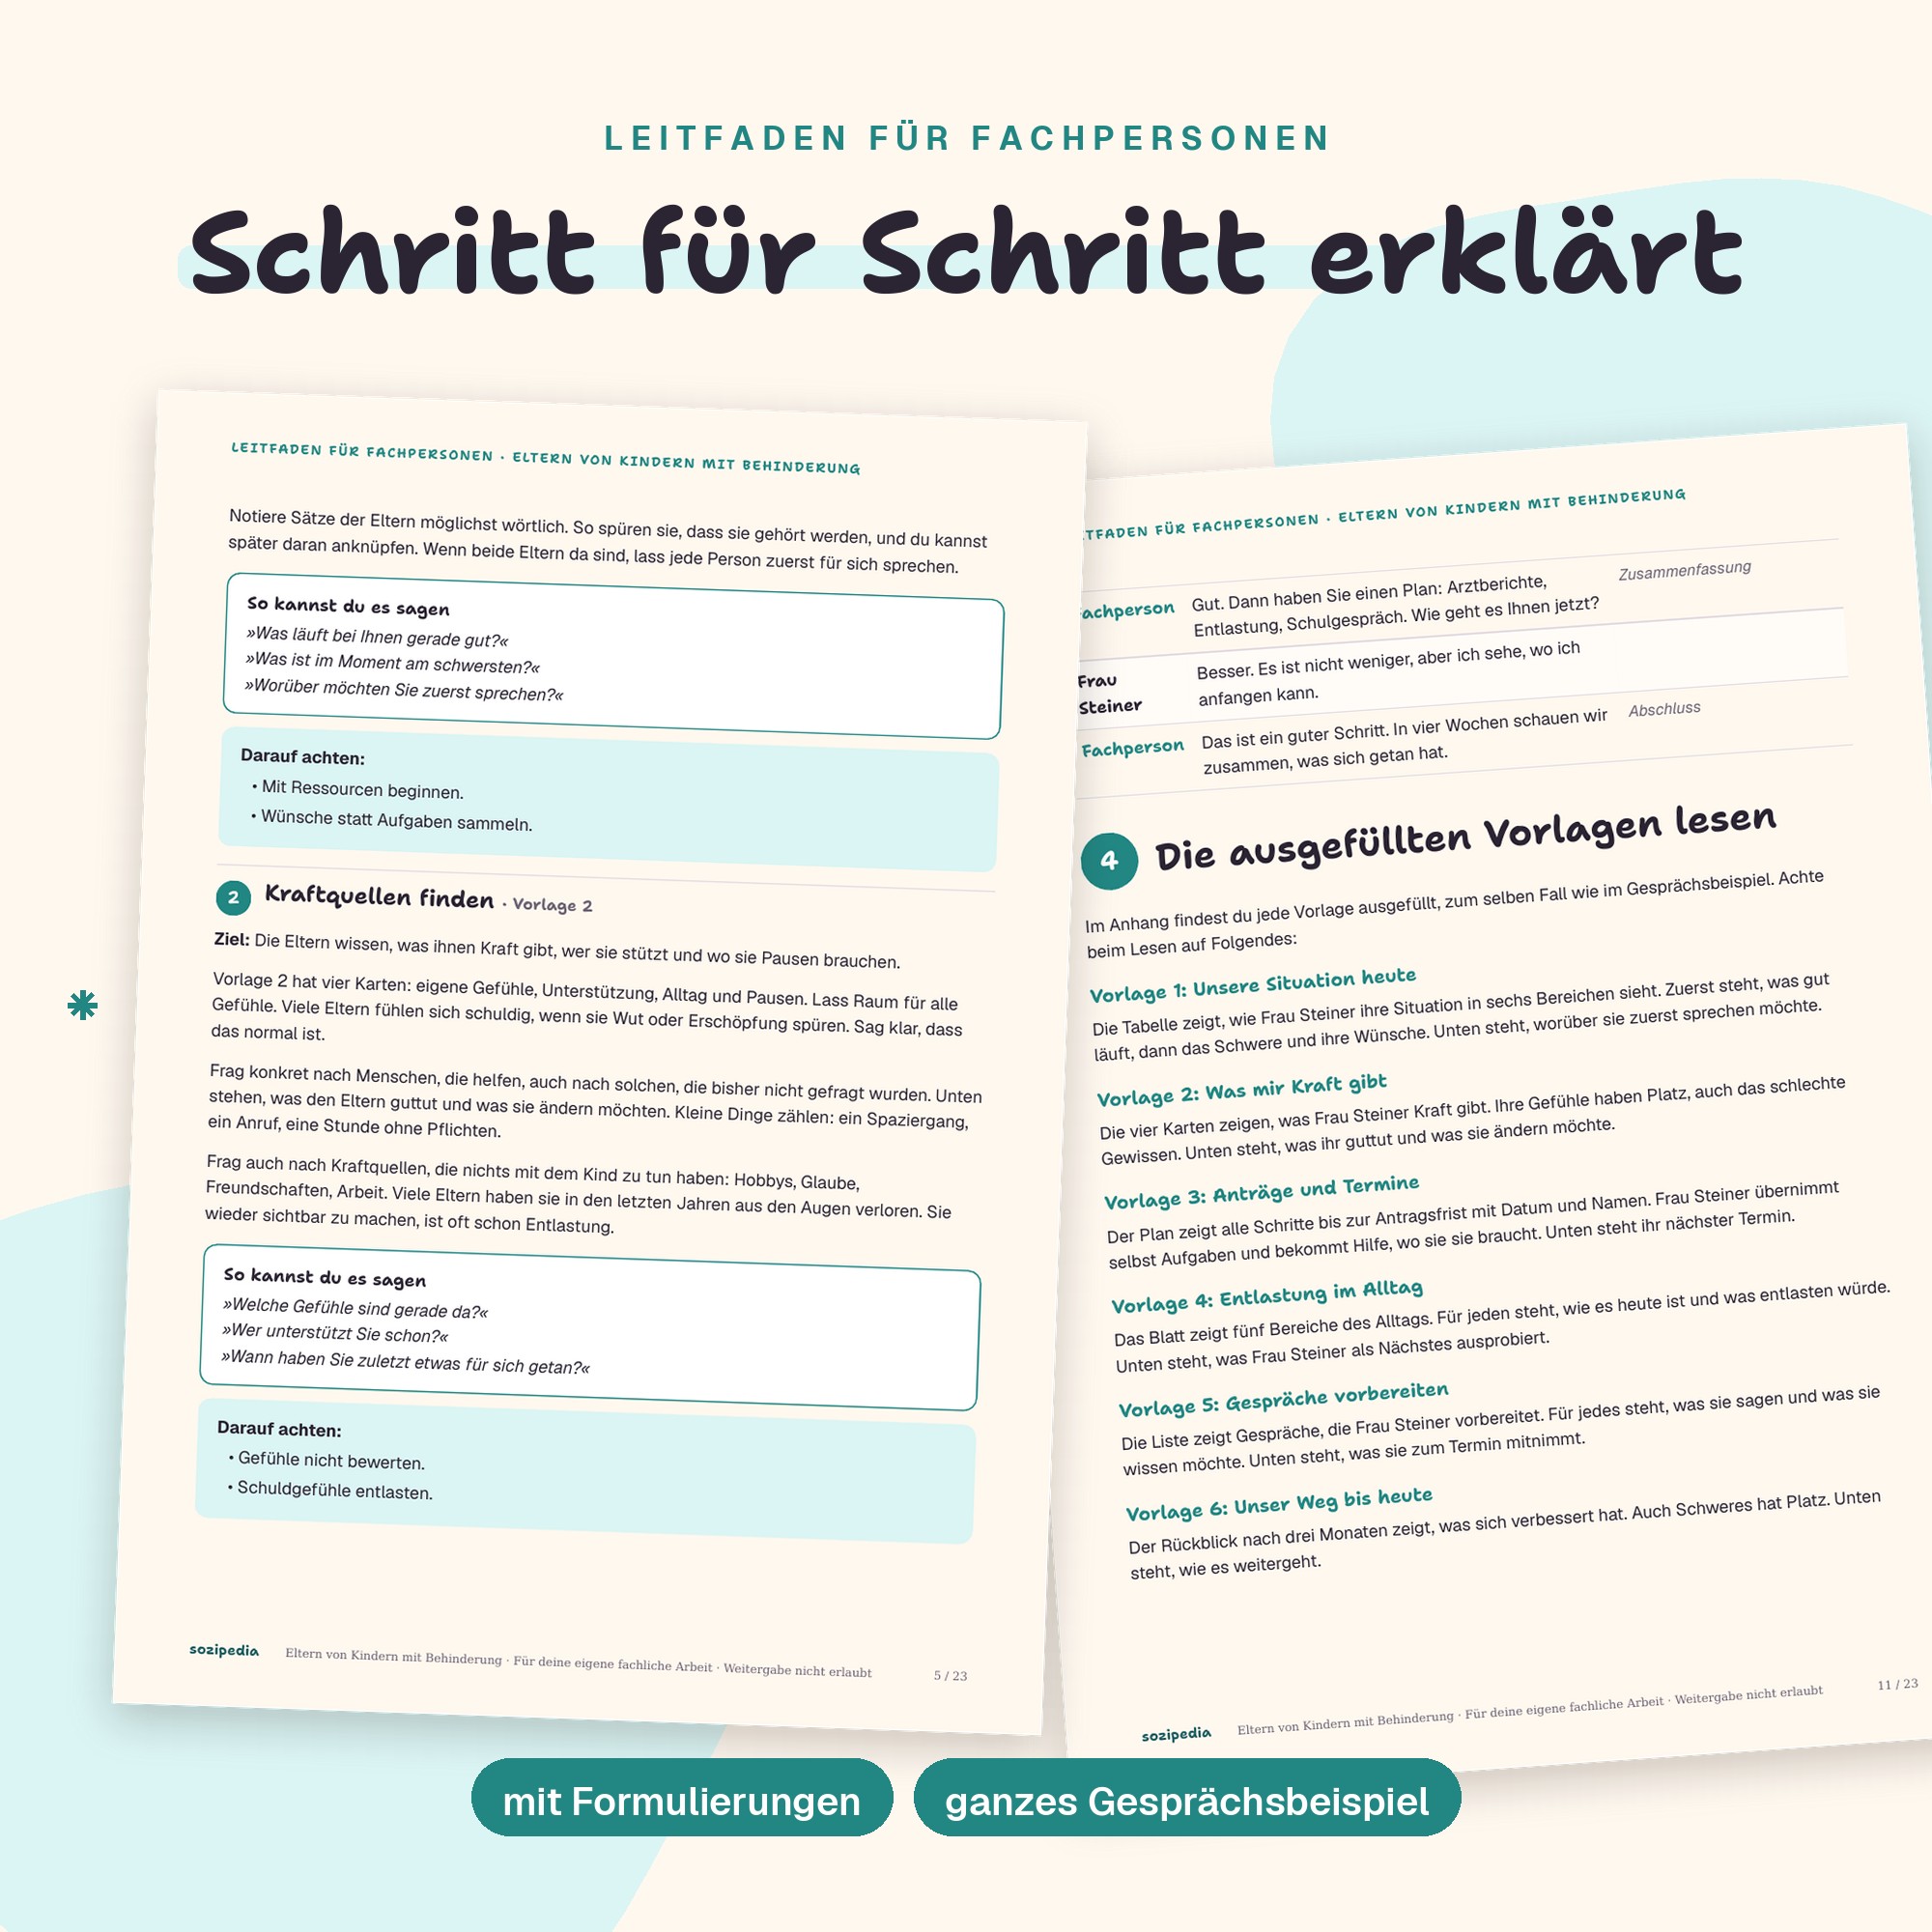 LEITFADEN FÜR FACHPERSONEN
Schritt für Schritt erklärt
LEITFADEN FÜR FACHPERSONEN · ELTERN VON KINDERN MIT BEHINDERUNG
Notiere Sätze der Eltern möglichst wörtlich. So spüren sie, dass sie gehört werden, und du kannst
später daran anknüpfen. Wenn beide Eltern da sind, lass jede Person zuerst für sich sprechen.
So kannst du es sagen
»Was läuft bei Ihnen gerade gut?«
»Was ist im Moment am schwersten?«
»Worüber möchten Sie zuerst sprechen?«
Darauf achten:
• Mit Ressourcen beginnen.
• Wünsche statt Aufgaben sammeln.
2 Kraftquellen finden · Vorlage 2
Ziel: Die Eltern wissen, was ihnen Kraft gibt, wer sie stützt und wo sie Pausen brauchen.
Vorlage 2 hat vier Karten: eigene Gefühle, Unterstützung, Alltag und Pausen. Lass Raum für alle
Gefühle. Viele Eltern fühlen sich schuldig, wenn sie Wut oder Erschöpfung spüren. Sag klar, dass
das normal ist.
Frag konkret nach Menschen, die helfen, auch nach solchen, die bisher nicht gefragt wurden. Unten
stehen, was den Eltern guttut und was sie ändern möchten. Kleine Dinge zählen: ein Spaziergang,
ein Anruf, eine Stunde ohne Pflichten.
Frag auch nach Kraftquellen, die nichts mit dem Kind zu tun haben: Hobbys, Glaube,
Freundschaften, Arbeit. Viele Eltern haben sie in den letzten Jahren aus den Augen verloren. Sie
wieder sichtbar zu machen, ist oft schon Entlastung.
So kannst du es sagen
»Welche Gefühle sind gerade da?«
»Wer unterstützt Sie schon?«
»Wann haben Sie zuletzt etwas für sich getan?«
Darauf achten:
• Gefühle nicht bewerten.
• Schuldgefühle entlasten.
sozipedia Eltern von Kindern mit Behinderung · Für deine eigene fachliche Arbeit · Weitergabe nicht erlaubt 5 / 23
TFADEN FÜR FACHPERSONEN · ELTERN VON KINDERN MIT BEHINDERUNG
Fachperson Gut. Dann haben Sie einen Plan: Arztberichte, Zusammenfassung
Entlastung, Schulgespräch. Wie geht es Ihnen jetzt?
Frau Besser. Es ist nicht weniger, aber ich sehe, wo ich
Steiner anfangen kann.
Fachperson Das ist ein guter Schritt. In vier Wochen schauen wir Abschluss
zusammen, was sich getan hat.
4 Die ausgefüllten Vorlagen lesen
Im Anhang findest du jede Vorlage ausgefüllt, zum selben Fall wie im Gesprächsbeispiel. Achte
beim Lesen auf Folgendes:
Vorlage 1: Unsere Situation heute
Die Tabelle zeigt, wie Frau Steiner ihre Situation in sechs Bereichen sieht. Zuerst steht, was gut
läuft, dann das Schwere und ihre Wünsche. Unten steht, worüber sie zuerst sprechen möchte.
Vorlage 2: Was mir Kraft gibt
Die vier Karten zeigen, was Frau Steiner Kraft gibt. Ihre Gefühle haben Platz, auch das schlechte
Gewissen. Unten steht, was ihr guttut und was sie ändern möchte.
Vorlage 3: Anträge und Termine
Der Plan zeigt alle Schritte bis zur Antragsfrist mit Datum und Namen. Frau Steiner übernimmt
selbst Aufgaben und bekommt Hilfe, wo sie sie braucht. Unten steht ihr nächster Termin.
Vorlage 4: Entlastung im Alltag
Das Blatt zeigt fünf Bereiche des Alltags. Für jeden steht, wie es heute ist und was entlasten würde.
Unten steht, was Frau Steiner als Nächstes ausprobiert.
Vorlage 5: Gespräche vorbereiten
Die Liste zeigt Gespräche, die Frau Steiner vorbereitet. Für jedes steht, was sie sagen und was sie
wissen möchte. Unten steht, was sie zum Termin mitnimmt.
Vorlage 6: Unser Weg bis heute
Der Rückblick nach drei Monaten zeigt, was sich verbessert hat. Auch Schweres hat Platz. Unten
steht, wie es weitergeht.
sozipedia Eltern von Kindern mit Behinderung · Für deine eigene fachliche Arbeit · Weitergabe nicht erlaubt 11 / 23
mit Formulierungen
ganzes Gesprächsbeispiel